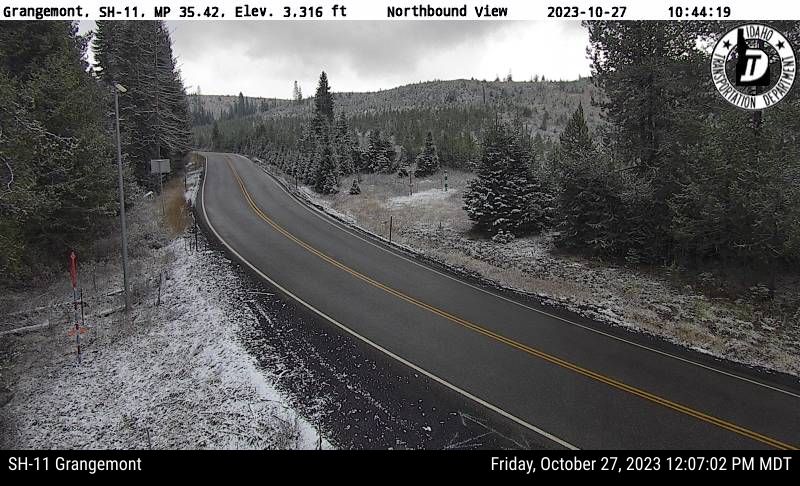 Grangemont, SH-11, MP 35.42, Elev. 3,316 ft Northbound View 2023-10-27 10:44:19
IDAHO
TRANSPORTATION DEPARTMENT
SH-11 Grangemont Friday, October 27, 2023 12:07:02 PM MDT